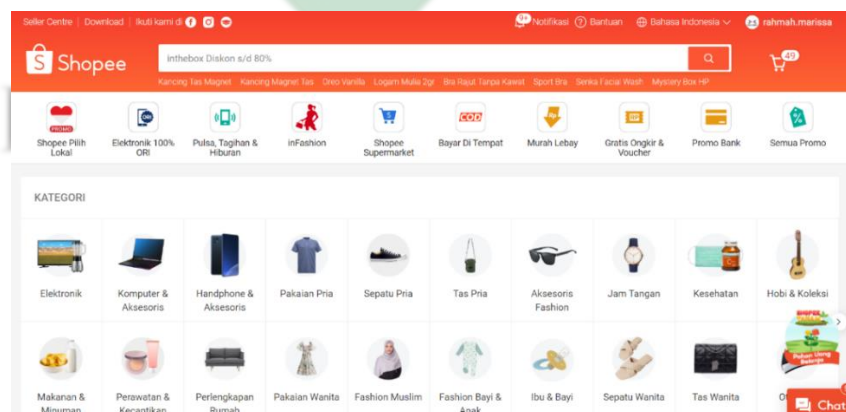 Seller Centre | Download | Ikuti kami di
9+ Notifikasi ? Bantuan Bahasa Indonesia rahmah.marissa
S Shopee
inthebox Diskon s/d 80%
49
Kancing Tas Magnet Kancing Magnet Tas Oreo Vanilla Logam Mulia 2gr Bra Rajut Tanpa Kawat Sport Bra Senka Facial Wash Mystery Box HP
PROMO
ORI
S
COD
Rp
Shopee Pilih Lokal
Elektronik 100% ORI
Pulsa, Tagihan & Hiburan
inFashion
Shopee Supermarket
Bayar Di Tempat
Murah Lebay
Gratis Ongkir & Voucher
Promo Bank
Semua Promo
KATEGORI
Elektronik
Komputer & Aksesoris
Handphone & Aksesoris
Pakaian Pria
Sepatu Pria
Tas Pria
Aksesoris Fashion
Jam Tangan
Kesehatan
Hobi & Koleksi
Makanan & Minuman
Perawatan & Kecantikan
Perlengkapan Rumah
Pakaian Wanita
Fashion Muslim
Fashion Bayi & Anak
Ibu & Bayi
Sepatu Wanita
Tas Wanita
Chat